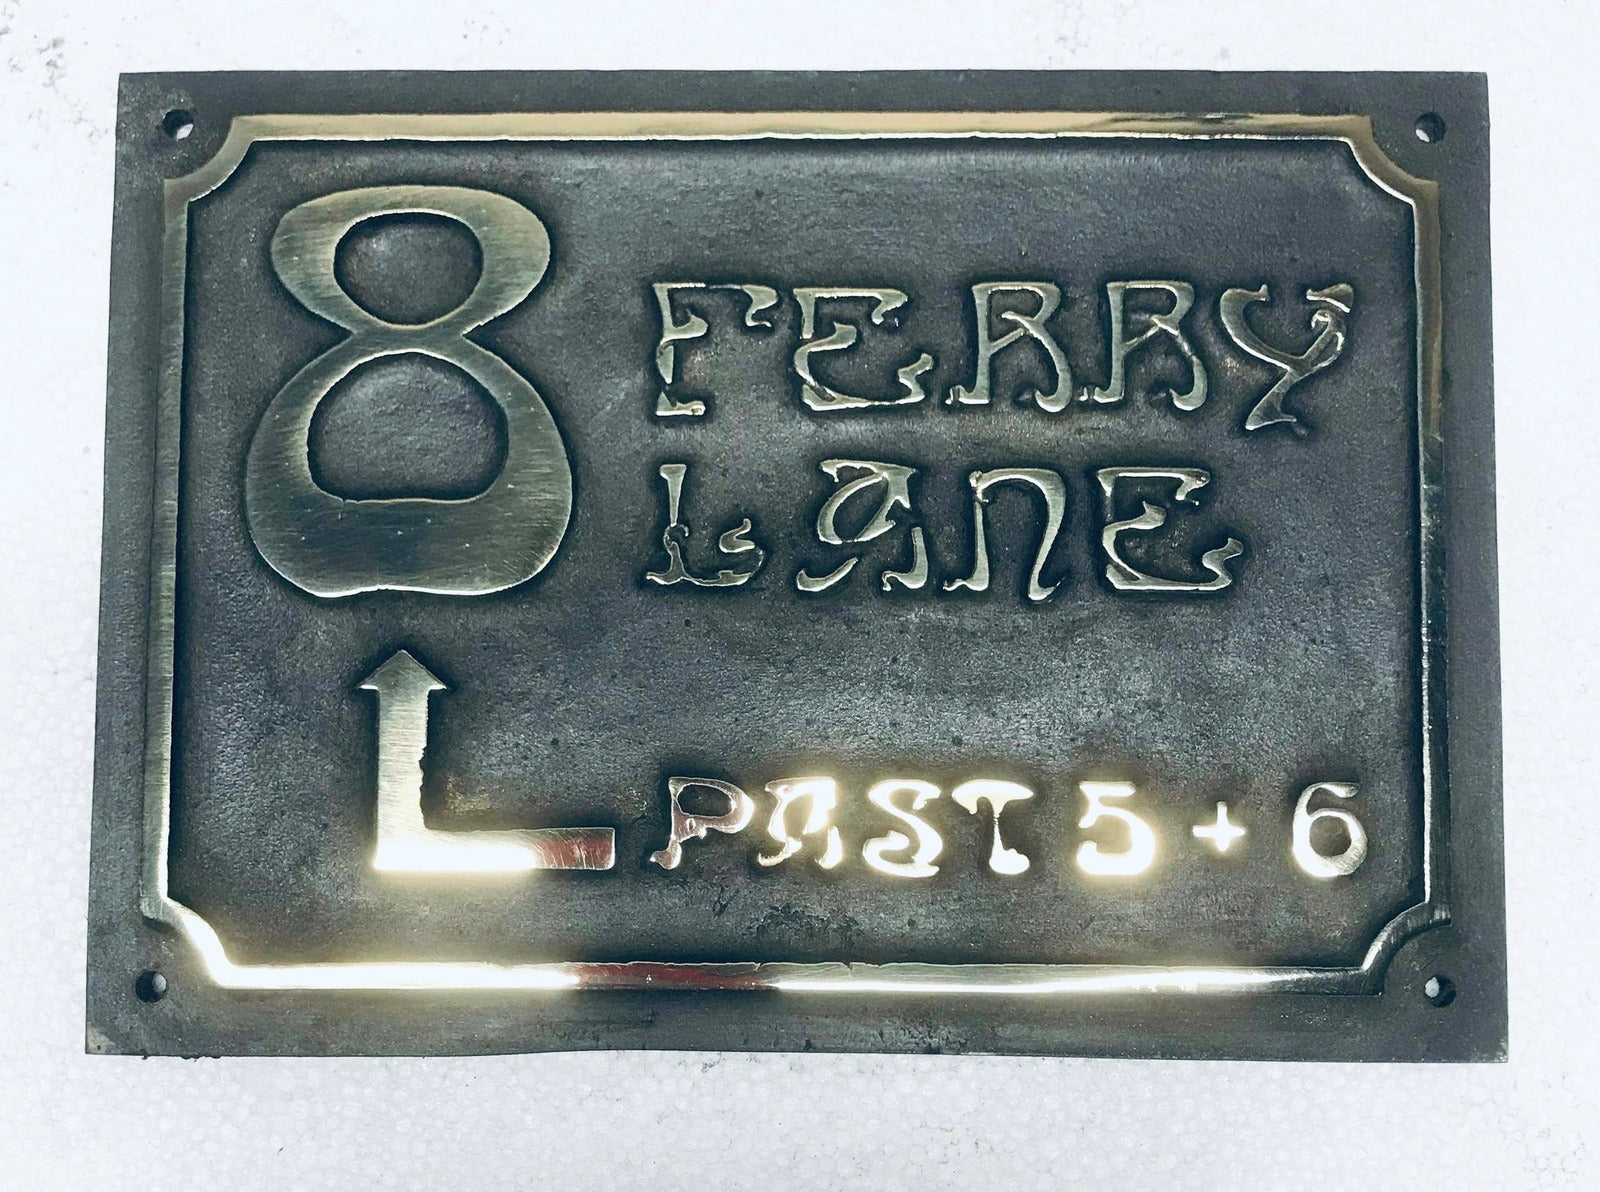 8 FERRY
LANE
PAST 5 + 6